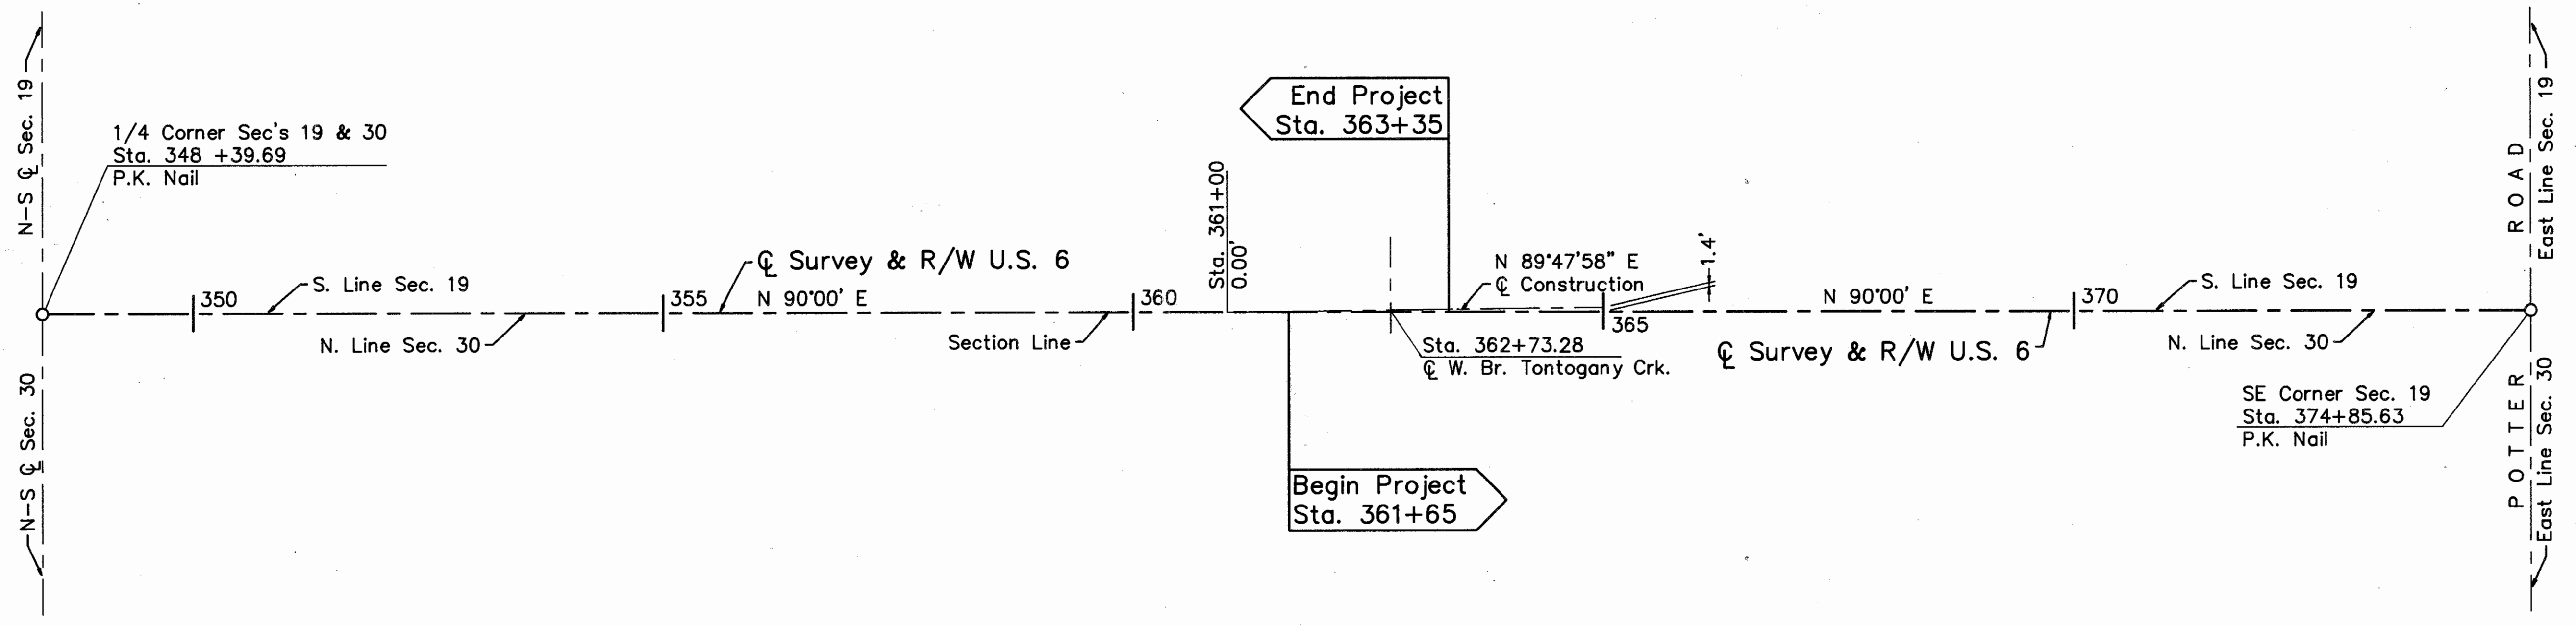 N-S ℄ Sec. 19
1/4 Corner Sec's 19 & 30
Sta. 348 +39.69
P.K. Nail
N-S ℄ Sec. 30
350
S. Line Sec. 19
N. Line Sec. 30
355
℄ Survey & R/W U.S. 6
N 90°00' E
Section Line
360
Sta. 361+00
0.00'
End Project
Sta. 363+35
Begin Project
Sta. 361+65
Sta. 362+73.28
℄ W. Br. Tontogany Crk.
N 89°47'58" E
℄ Construction
1.4'
365
N 90°00' E
℄ Survey & R/W U.S. 6
370
S. Line Sec. 19
N. Line Sec. 30
SE Corner Sec. 19
Sta. 374+85.63
P.K. Nail
POTTER ROAD
East Line Sec. 19
East Line Sec. 30